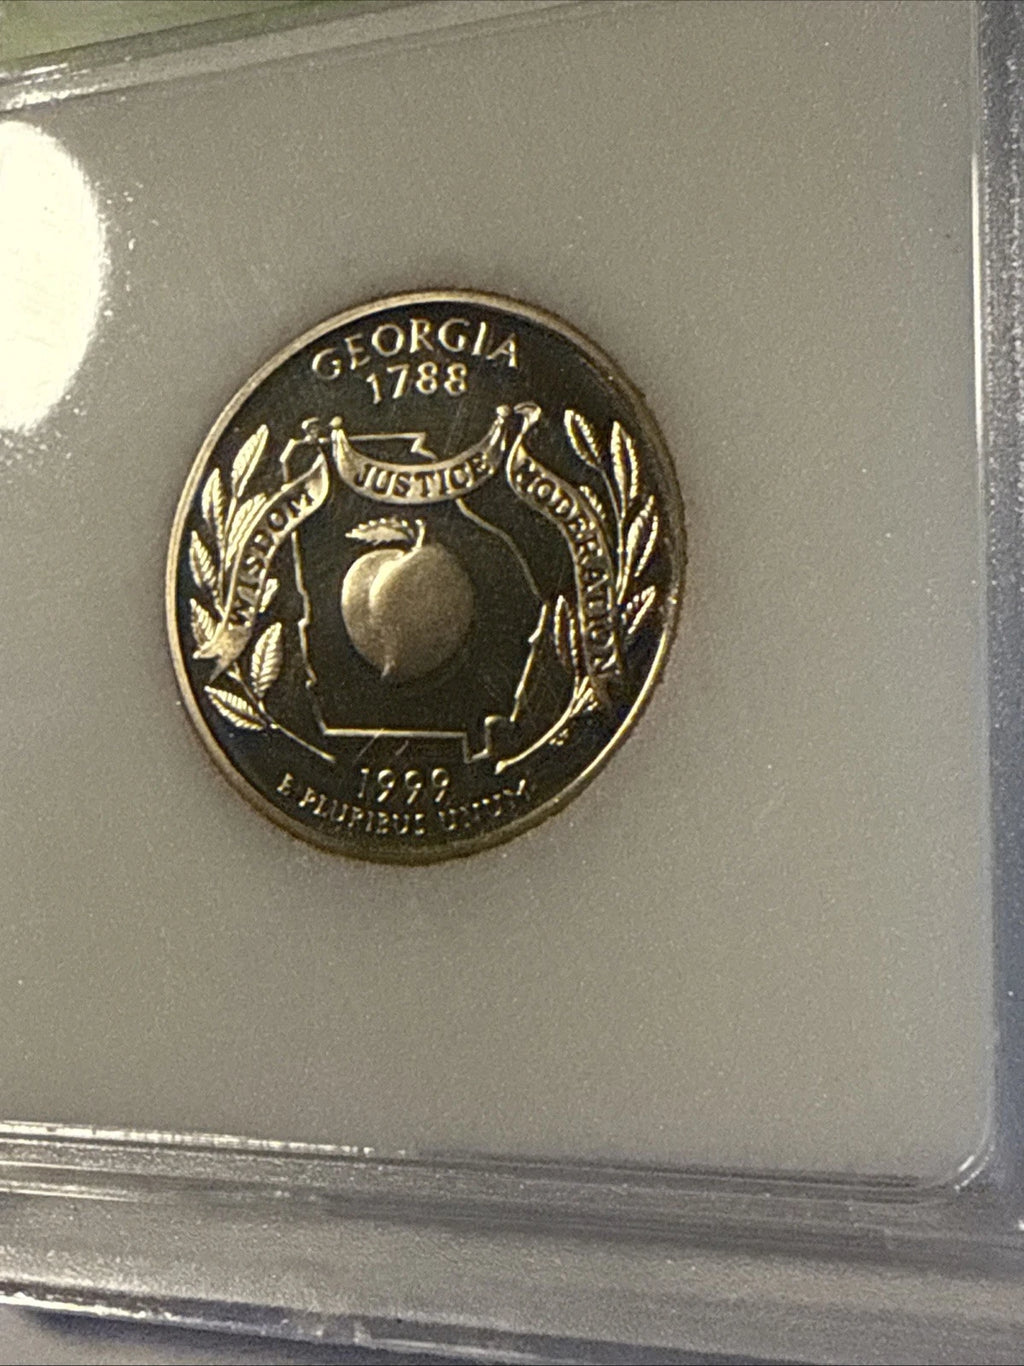 GEORGIA
1788
WISDOM
JUSTICE
MODERATION
1999
E PLURIBUS UNUM